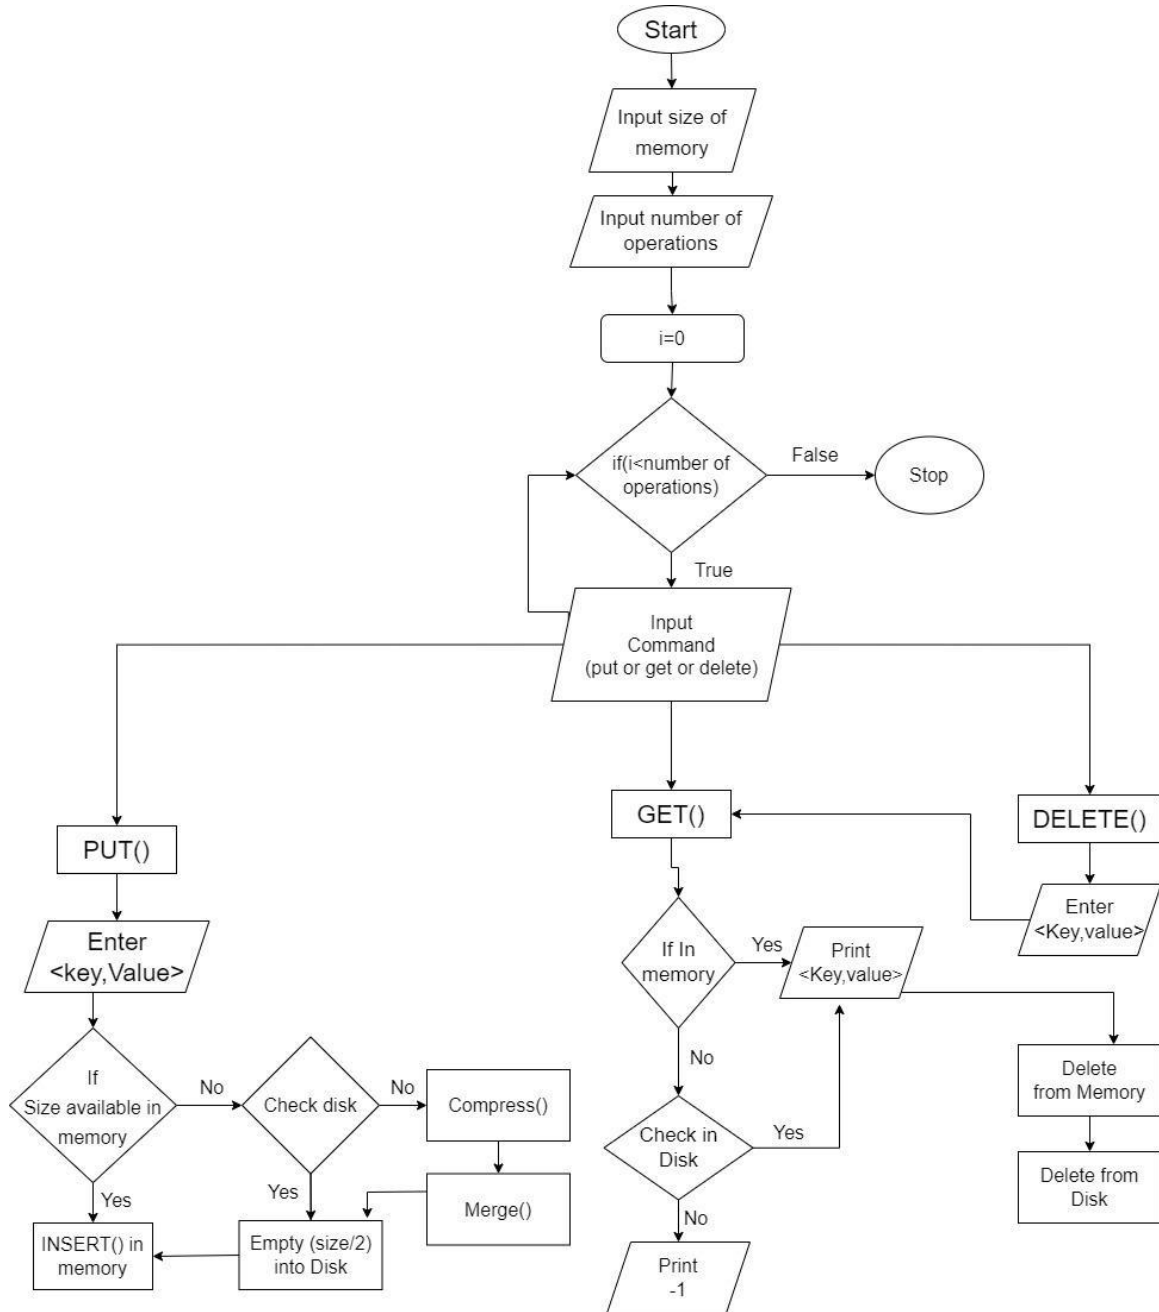 Start
Input size of
memory
Input number of
operations
i=0
if(i<number of
operations)
False
Stop
True
Input
Command
(put or get or delete)
PUT()
GET()
DELETE()
Enter
<key,Value>
Enter
<Key,value>
If In
memory
Yes
Print
<Key,value>
No
If
Size available in
memory
No
Check disk
No
Compress()
Delete
from Memory
Check in
Disk
Yes
Yes
Yes
Merge()
Delete from
Disk
No
INSERT() in
memory
Empty (size/2)
into Disk
Print
-1